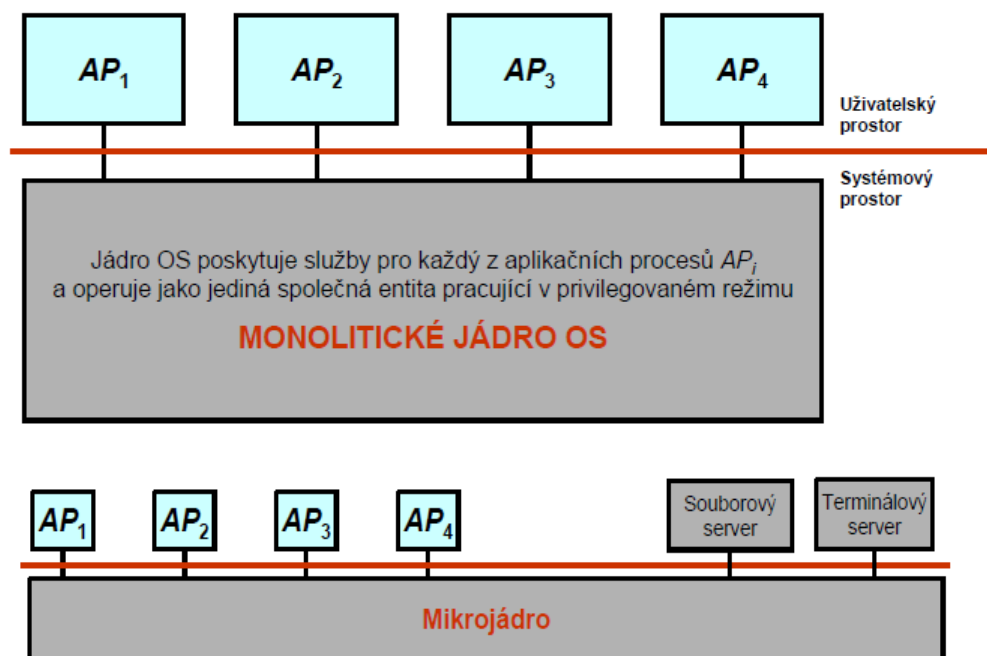 AP1
AP2
AP3
AP4
Uživatelský
prostor
Systémový
prostor
Jádro OS poskytuje služby pro každý z aplikačních procesů APi
a operuje jako jediná společná entita pracující v privilegovaném režimu
MONOLITICKÉ JÁDRO OS
AP1
AP2
AP3
AP4
Souborový
server
Terminálový
server
Mikrojádro